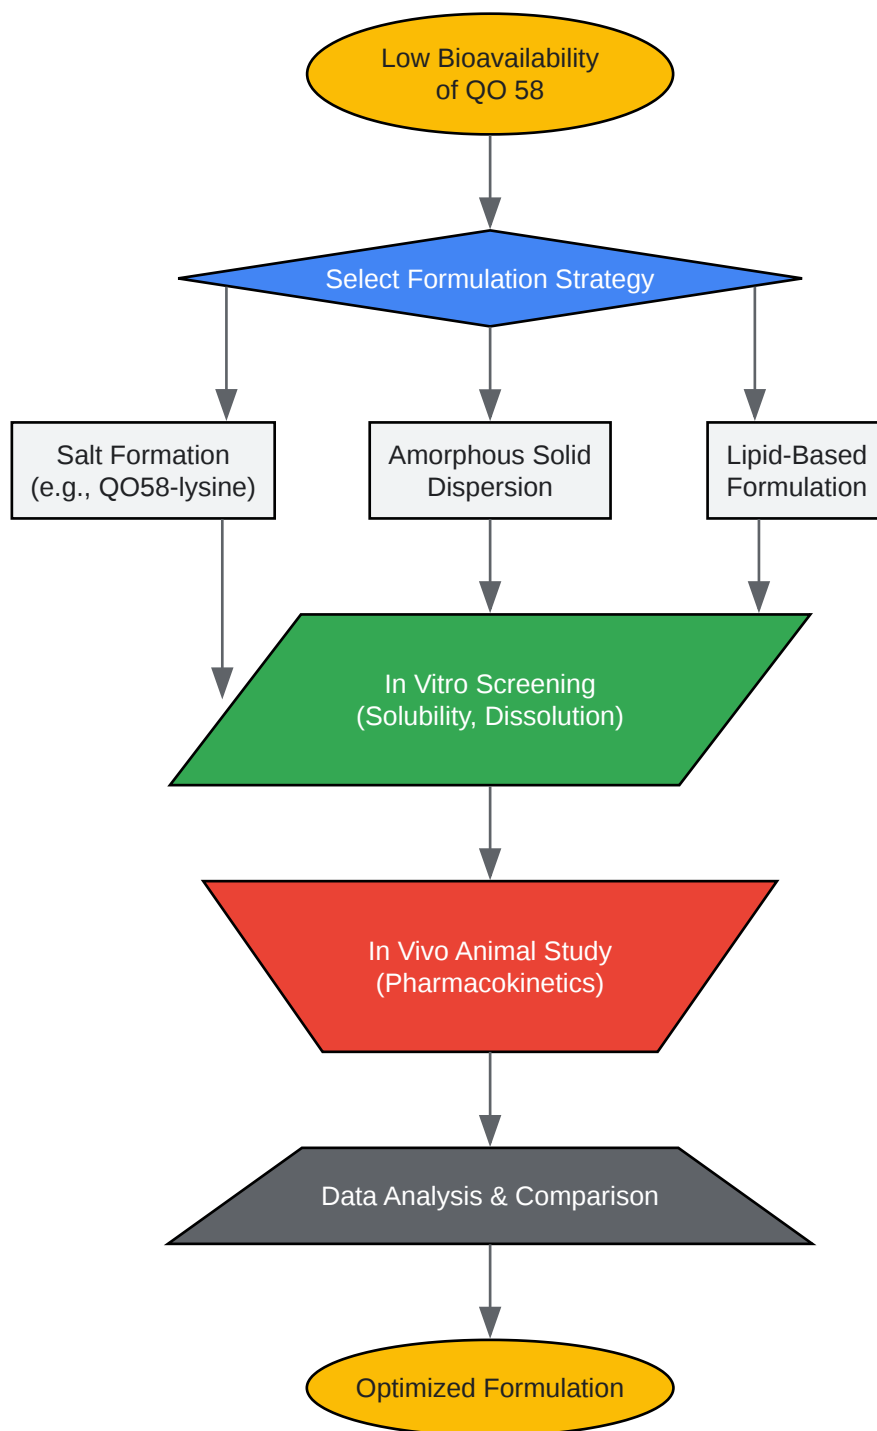 Low Bioavailability
of QO 58
Select Formulation Strategy
Salt Formation
(e.g., QO58-lysine)
Amorphous Solid
Dispersion
Lipid-Based
Formulation
In Vitro Screening
(Solubility, Dissolution)
In Vivo Animal Study
(Pharmacokinetics)
Data Analysis & Comparison
Optimized Formulation